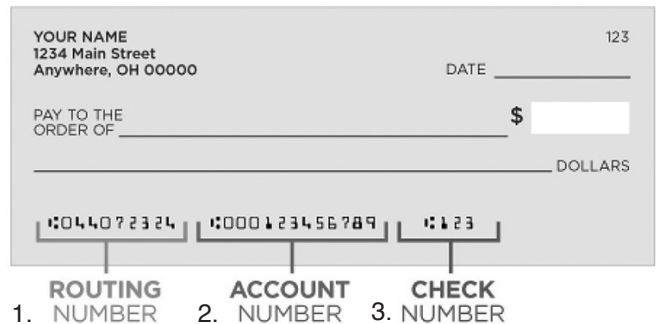 YOUR NAME 123
1234 Main Street
Anywhere, OH 00000
DATE
PAY TO THE
ORDER OF
$
DOLLARS
⑆044072324 ⑆000123456789 ⑆123
ROUTING ACCOUNT CHECK
1. NUMBER 2. NUMBER 3. NUMBER